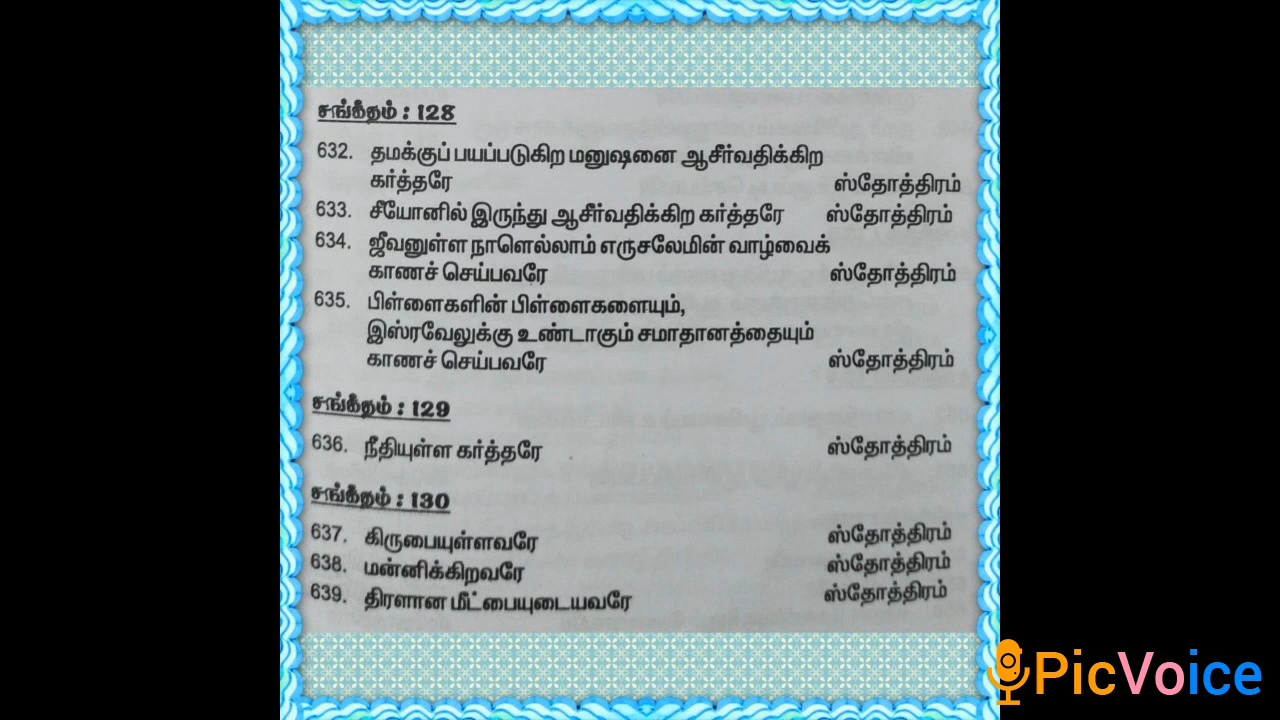 சங்கீதம் : 128
632. தமக்குப் பயப்படுகிற மனுஷனை ஆசீர்வதிக்கிற
கர்த்தரே ஸ்தோத்திரம்
633. சீயோனில் இருந்து ஆசீர்வதிக்கிற கர்த்தரே ஸ்தோத்திரம்
634. ஜீவனுள்ள நாளெல்லாம் எருசலேமின் வாழ்வைக்
காணச் செய்பவரே ஸ்தோத்திரம்
635. பிள்ளைகளின் பிள்ளைகளையும்,
இஸ்ரவேலுக்கு உண்டாகும் சமாதானத்தையும்
காணச் செய்பவரே ஸ்தோத்திரம்
சங்கீதம் : 129
636. நீதியுள்ள கர்த்தரே ஸ்தோத்திரம்
சங்கீதம் : 130
637. கிருபையுள்ளவரே ஸ்தோத்திரம்
638. மன்னிக்கிறவரே ஸ்தோத்திரம்
639. திரளான மீட்பையுடையவரே ஸ்தோத்திரம்
PicVoice